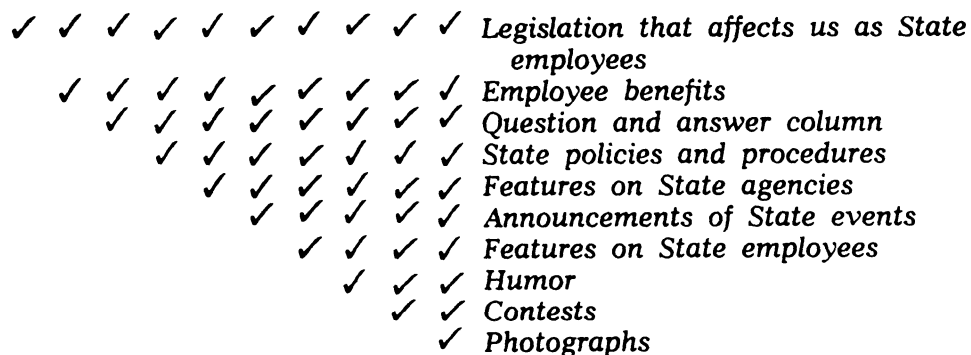 ✓ ✓ ✓ ✓ ✓ ✓ ✓ ✓ ✓ ✓ Legislation that affects us as State
employees
✓ ✓ ✓ ✓ ✓ ✓ ✓ ✓ ✓ Employee benefits
✓ ✓ ✓ ✓ ✓ ✓ ✓ ✓ Question and answer column
✓ ✓ ✓ ✓ ✓ ✓ ✓ State policies and procedures
✓ ✓ ✓ ✓ ✓ ✓ Features on State agencies
✓ ✓ ✓ ✓ ✓ Announcements of State events
✓ ✓ ✓ ✓ Features on State employees
✓ ✓ ✓ Humor
✓ ✓ Contests
✓ Photographs